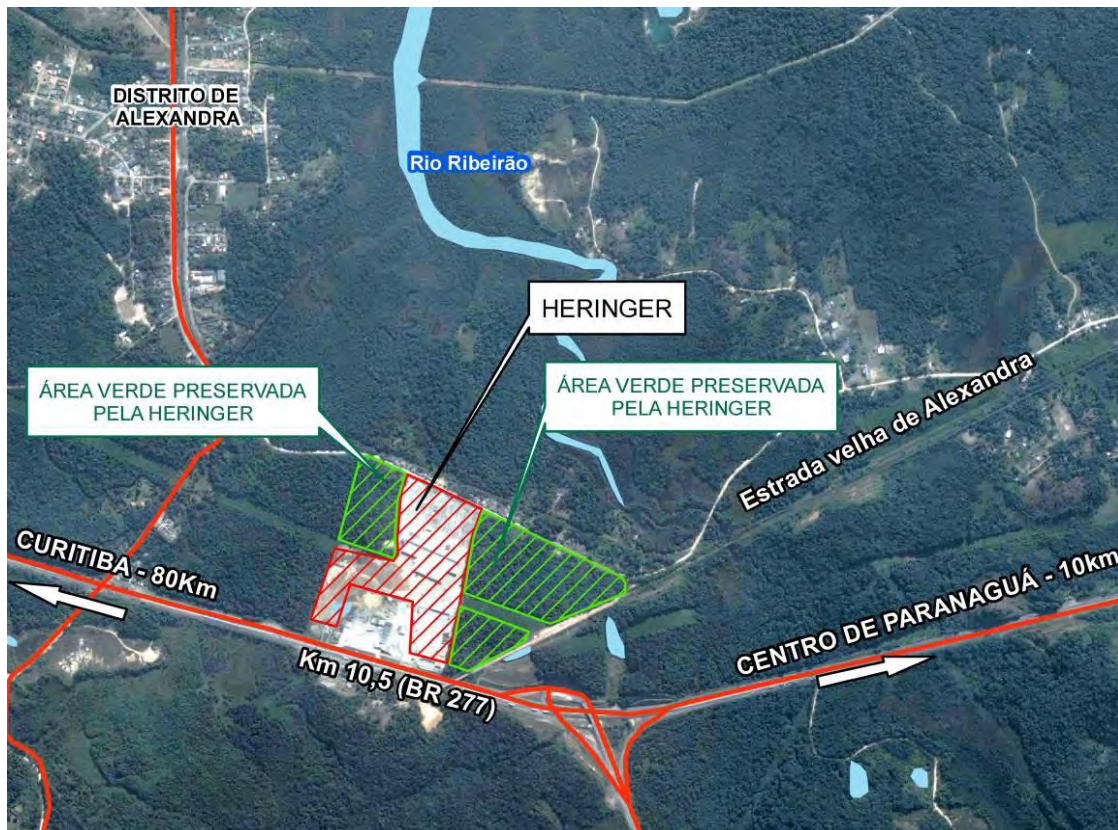 DISTRITO DE
ALEXANDRA
Rio Ribeirão
HERINGER
ÁREA VERDE PRESERVADA
PELA HERINGER
ÁREA VERDE PRESERVADA
PELA HERINGER
Estrada velha de Alexandra
CURITIBA - 80Km
CENTRO DE PARANAGUÁ - 10km
Km 10,5 (BR 277)